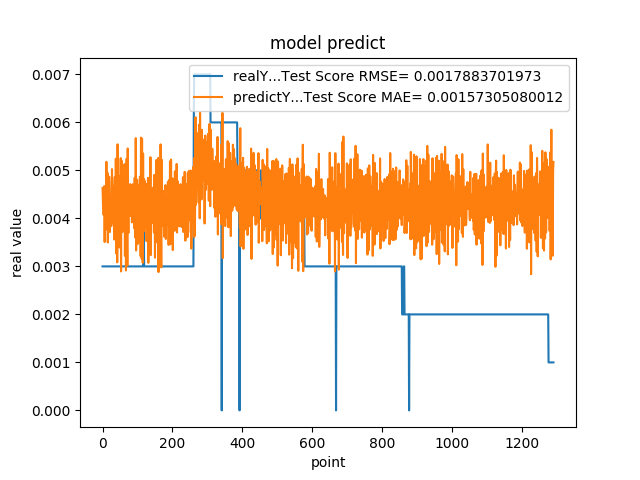 model predict
realY...Test Score RMSE= 0.0017883701973
predictY...Test Score MAE= 0.00157305080012
real value
0.007
0.006
0.005
0.004
0.003
0.002
0.001
0.000
0 200 400 600 800 1000 1200
point